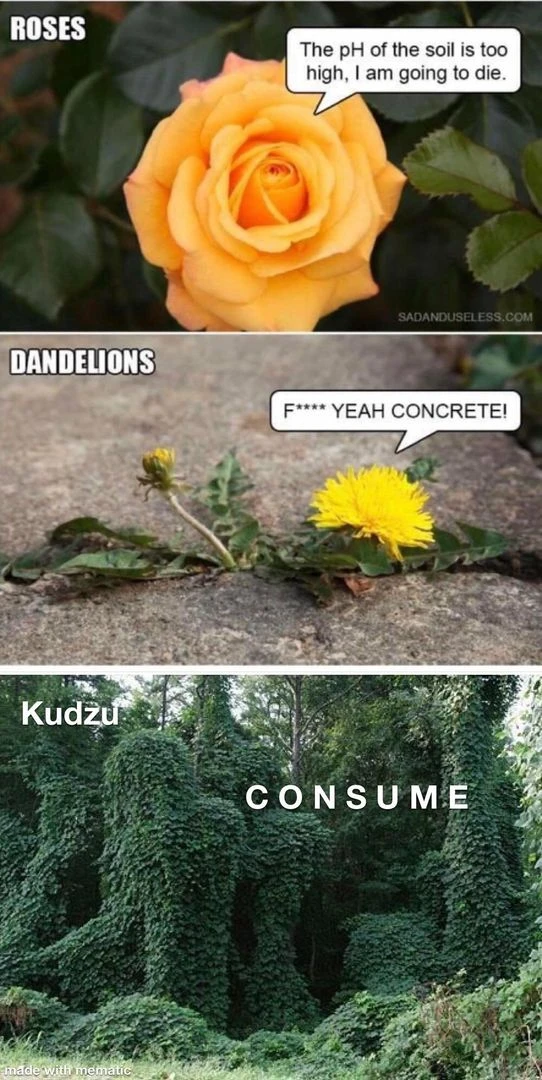 ROSES
The pH of the soil is too
high, I am going to die.
SADANDUSELESS.COM
DANDELIONS
F**** YEAH CONCRETE!
Kudzu
CONSUME
made with mematic